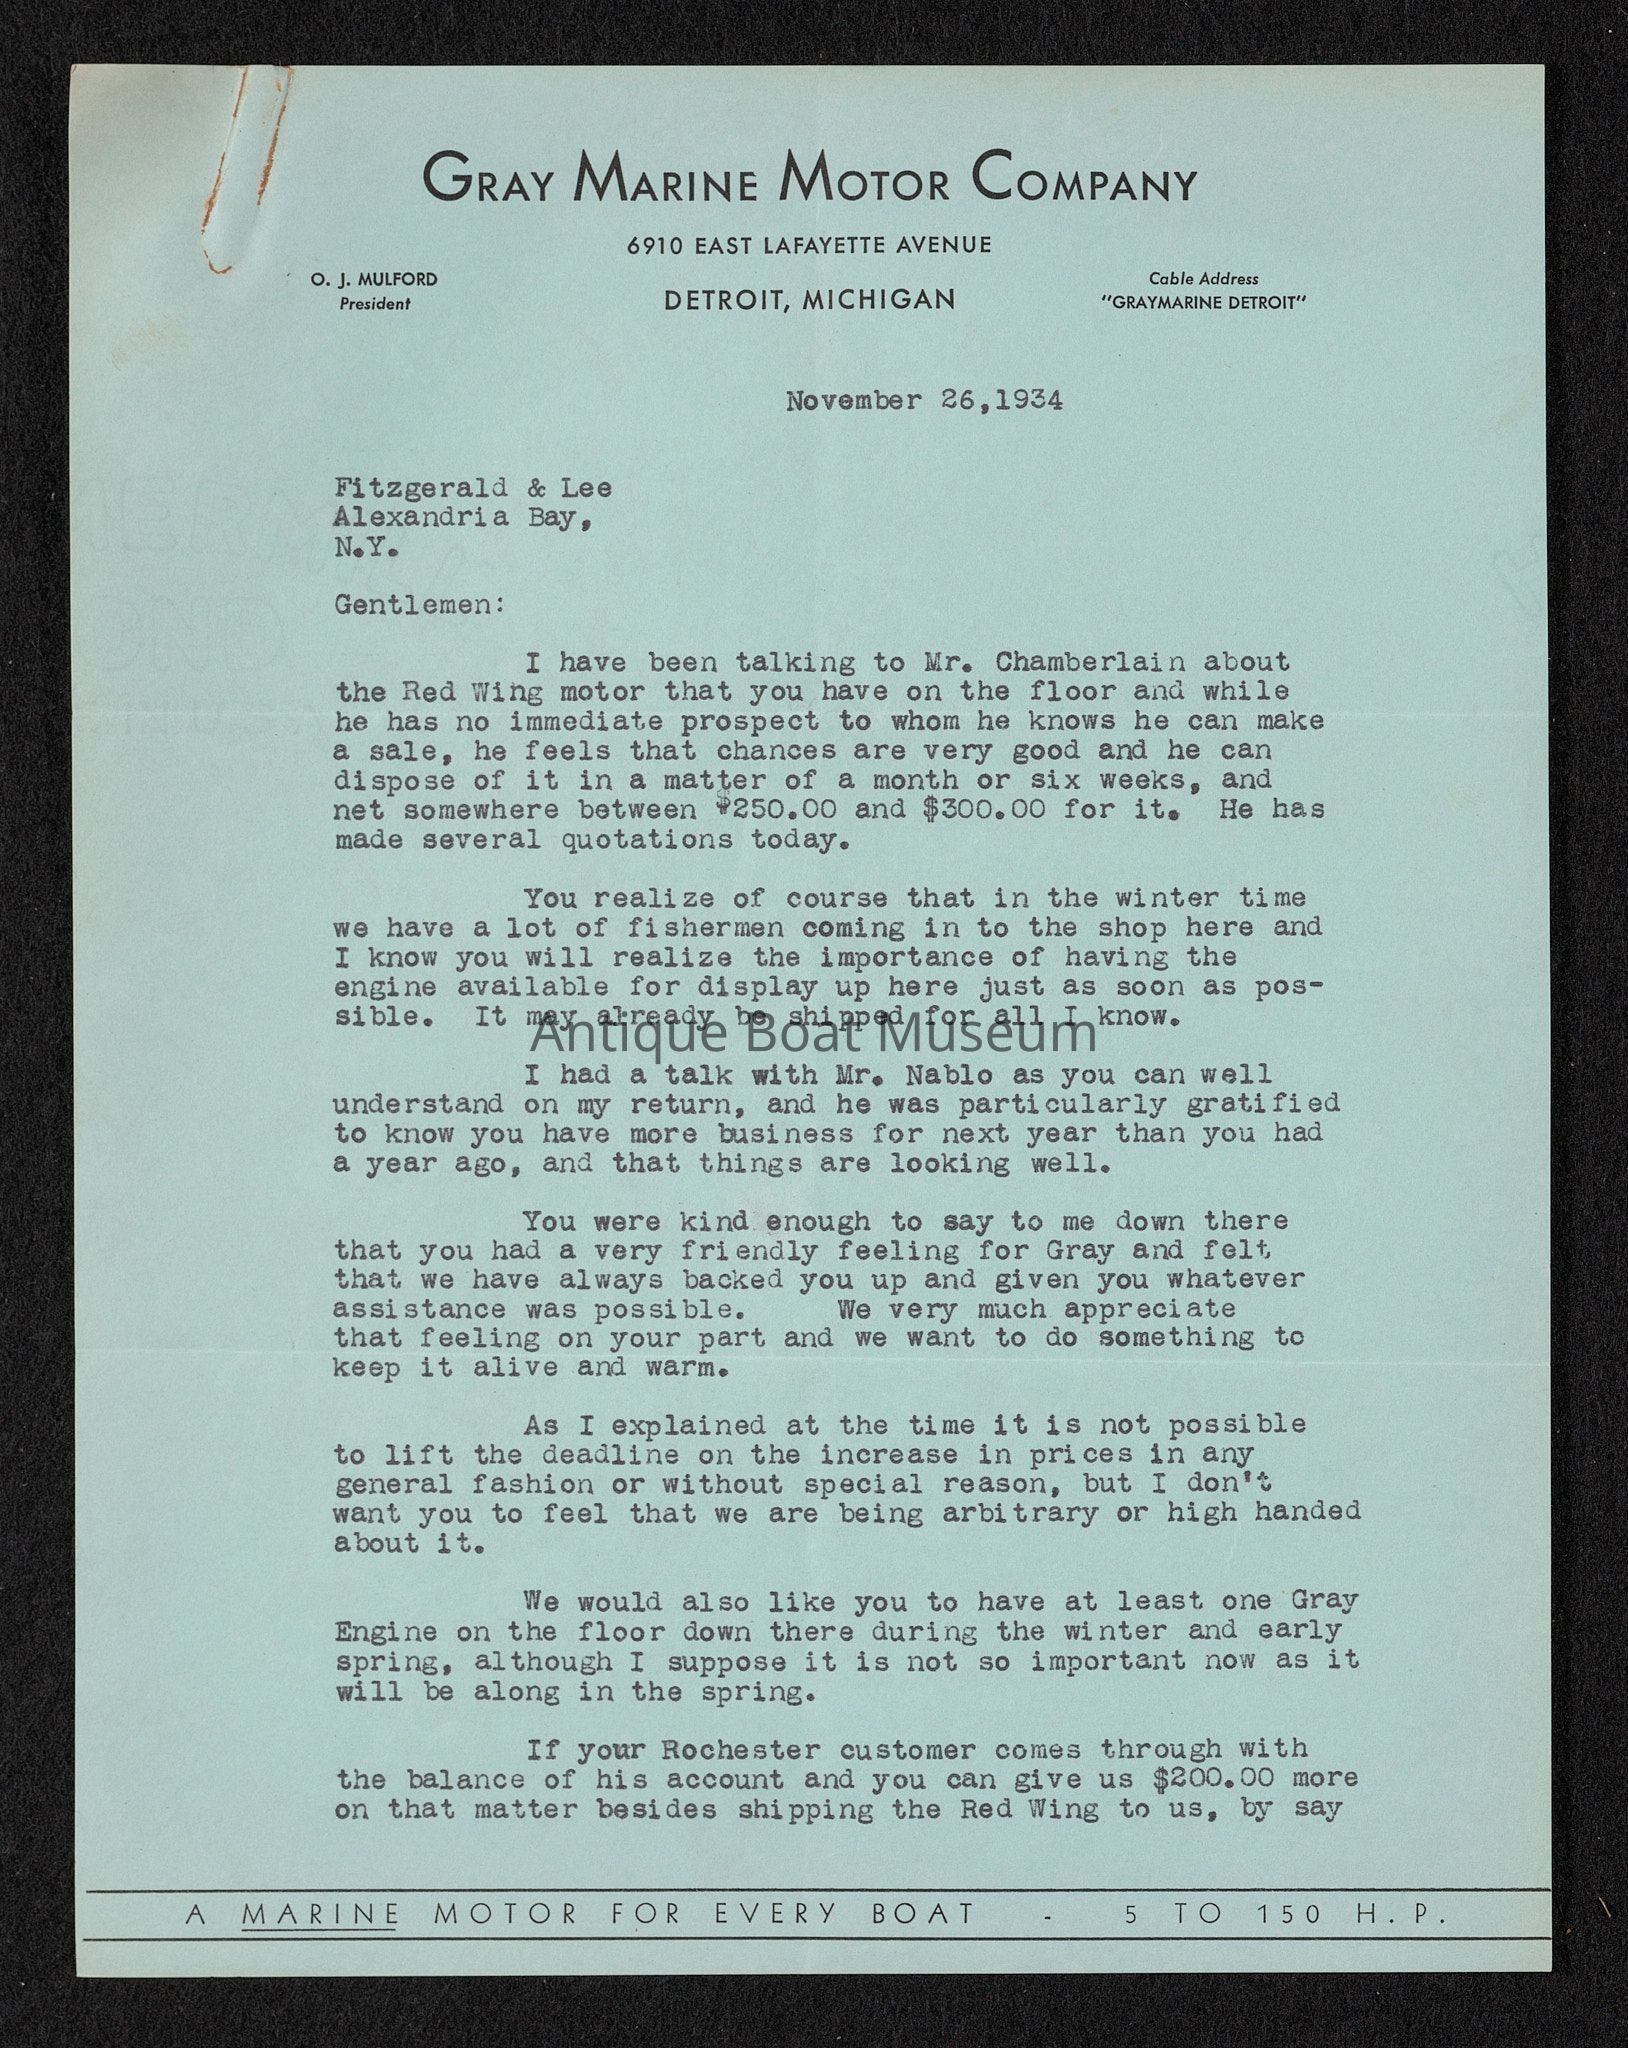 GRAY MARINE MOTOR COMPANY
6910 EAST LAFAYETTE AVENUE
O. J. MULFORD
President
DETROIT, MICHIGAN
Cable Address
"GRAYMARINE DETROIT"
November 26,1934
Fitzgerald & Lee
Alexandria Bay,
N.Y.
Gentlemen:
I have been talking to Mr. Chamberlain about
the Red Wing motor that you have on the floor and while
he has no immediate prospect to whom he knows he can make
a sale, he feels that chances are very good and he can
dispose of it in a matter of a month or six weeks, and
net somewhere between $250.00 and $300.00 for it. He has
made several quotations today.
You realize of course that in the winter time
we have a lot of fishermen coming in to the shop here and
I know you will realize the importance of having the
engine available for display up here just as soon as pos-
sible. It may already be shipped for all I know.
Antique Boat Museum
I had a talk with Mr. Nablo as you can well
understand on my return, and he was particularly gratified
to know you have more business for next year than you had
a year ago, and that things are looking well.
You were kind enough to say to me down there
that you had a very friendly feeling for Gray and felt
that we have always backed you up and given you whatever
assistance was possible. We very much appreciate
that feeling on your part and we want to do something to
keep it alive and warm.
As I explained at the time it is not possible
to lift the deadline on the increase in prices in any
general fashion or without special reason, but I don't
want you to feel that we are being arbitrary or high handed
about it.
We would also like you to have at least one Gray
Engine on the floor down there during the winter and early
spring, although I suppose it is not so important now as it
will be along in the spring.
If your Rochester customer comes through with
the balance of his account and you can give us $200.00 more
on that matter besides shipping the Red Wing to us, by say
A MARINE MOTOR FOR EVERY BOAT - 5 TO 150 H.P.